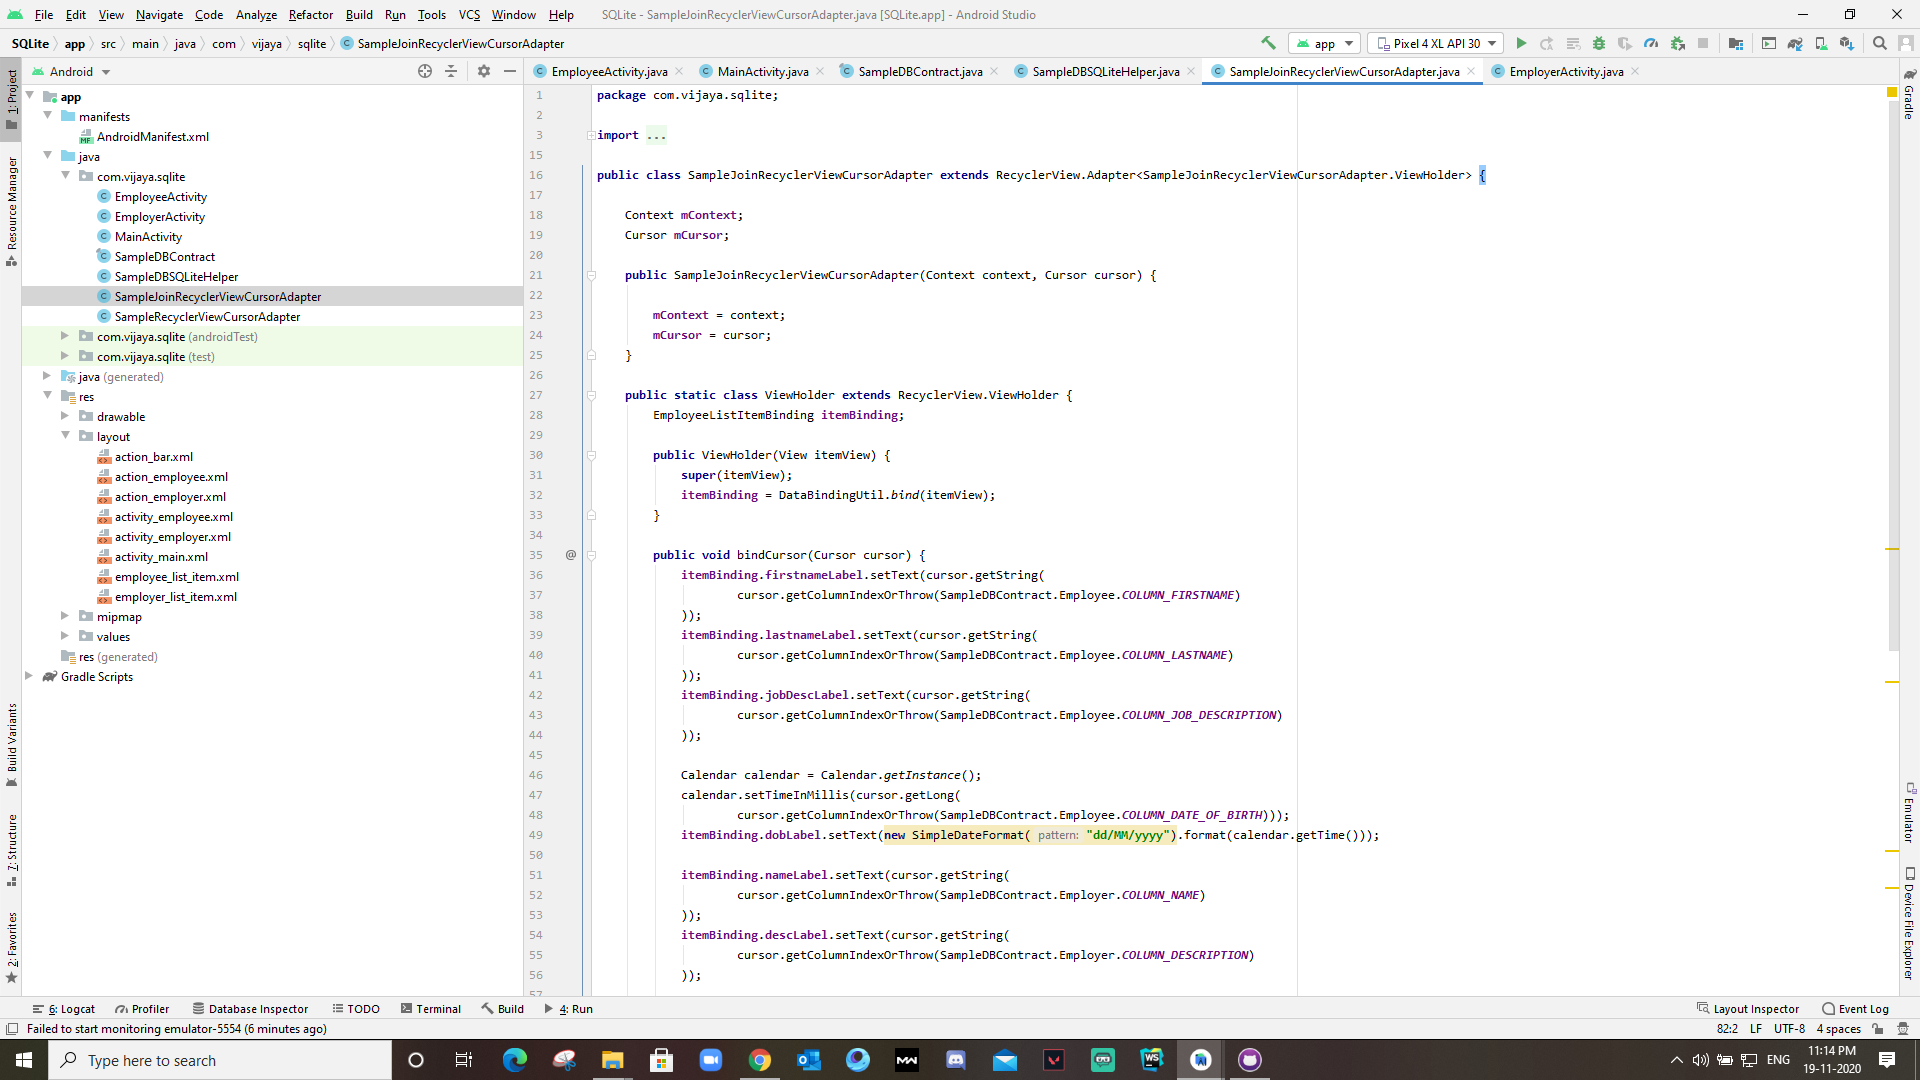 File Edit View Navigate Code Analyze Refactor Build Run Tools VCS Window Help SQLite - SampleJoinRecyclerViewCursorAdapter.java [SQLite.app] - Android Studio
SQLite app src main java com vijaya sqlite SampleJoinRecyclerViewCursorAdapter app Pixel 4 XL API 30
Android
EmployeeActivity.java MainActivity.java SampleDBContract.java SampleDBSQLiteHelper.java SampleJoinRecyclerViewCursorAdapter.java EmployerActivity.java
1: Project
Resource Manager
Build Variants
7: Structure
2: Favorites
app
manifests
AndroidManifest.xml
java
com.vijaya.sqlite
EmployeeActivity
EmployerActivity
MainActivity
SampleDBContract
SampleDBSQLiteHelper
SampleJoinRecyclerViewCursorAdapter
SampleRecyclerViewCursorAdapter
com.vijaya.sqlite (androidTest)
com.vijaya.sqlite (test)
java (generated)
res
drawable
layout
action_bar.xml
action_employee.xml
action_employer.xml
activity_employee.xml
activity_employer.xml
activity_main.xml
employee_list_item.xml
employer_list_item.xml
mipmap
values
res (generated)
Gradle Scripts
1 package com.vijaya.sqlite;
2
3 import ...
15
16 public class SampleJoinRecyclerViewCursorAdapter extends RecyclerView.Adapter<SampleJoinRecyclerViewCursorAdapter.ViewHolder> {
17
18 Context mContext;
19 Cursor mCursor;
20
21 public SampleJoinRecyclerViewCursorAdapter(Context context, Cursor cursor) {
22
23 mContext = context;
24 mCursor = cursor;
25 }
26
27 public static class ViewHolder extends RecyclerView.ViewHolder {
28 EmployeeListItemBinding itemBinding;
29
30 public ViewHolder(View itemView) {
31 super(itemView);
32 itemBinding = DataBindingUtil.bind(itemView);
33 }
34
35 @ public void bindCursor(Cursor cursor) {
36 itemBinding.firstnameLabel.setText(cursor.getString(
37 cursor.getColumnIndexOrThrow(SampleDBContract.Employee.COLUMN_FIRSTNAME)
38 ));
39 itemBinding.lastnameLabel.setText(cursor.getString(
40 cursor.getColumnIndexOrThrow(SampleDBContract.Employee.COLUMN_LASTNAME)
41 ));
42 itemBinding.jobDescLabel.setText(cursor.getString(
43 cursor.getColumnIndexOrThrow(SampleDBContract.Employee.COLUMN_JOB_DESCRIPTION)
44 ));
45
46 Calendar calendar = Calendar.getInstance();
47 calendar.setTimeInMillis(cursor.getLong(
48 cursor.getColumnIndexOrThrow(SampleDBContract.Employee.COLUMN_DATE_OF_BIRTH)));
49 itemBinding.dobLabel.setText(new SimpleDateFormat( pattern: "dd/MM/yyyy").format(calendar.getTime()));
50
51 itemBinding.nameLabel.setText(cursor.getString(
52 cursor.getColumnIndexOrThrow(SampleDBContract.Employer.COLUMN_NAME)
53 ));
54 itemBinding.descLabel.setText(cursor.getString(
55 cursor.getColumnIndexOrThrow(SampleDBContract.Employer.COLUMN_DESCRIPTION)
56 ));
57
Gradle
Emulator
Device File Explorer
6: Logcat Profiler Database Inspector TODO Terminal Build 4: Run Layout Inspector Event Log
Failed to start monitoring emulator-5554 (6 minutes ago) 82:2 LF UTF-8 4 spaces
Type here to search ENG 11:14 PM
19-11-2020